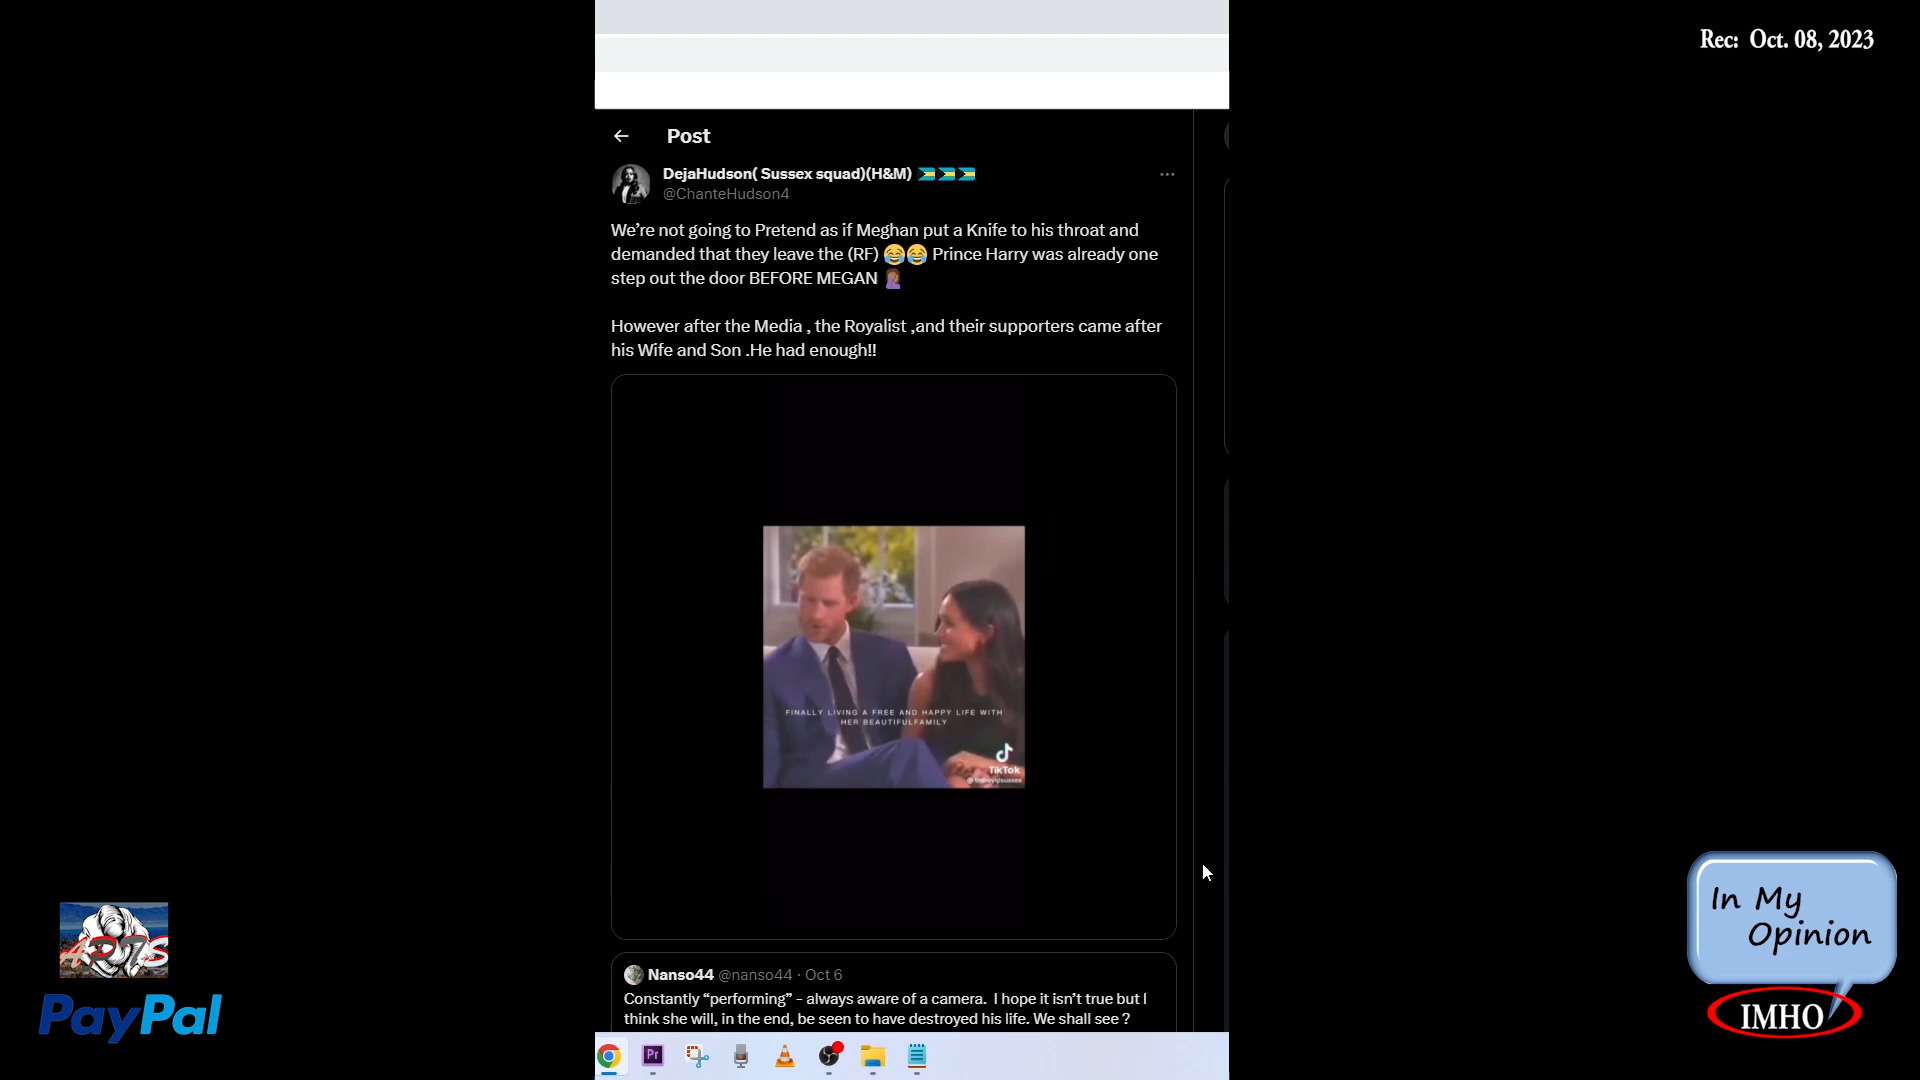 Rec: Oct. 08, 2023
Post
DejaHudson( Sussex squad)(H&M)
@ChanteHudson4
We’re not going to Pretend as if Meghan put a Knife to his throat and
demanded that they leave the (RF) 😂😂 Prince Harry was already one
step out the door BEFORE MEGAN
However after the Media , the Royalist ,and their supporters came after
his Wife and Son .He had enough!!
FINALLY LIVING A FREE AND HAPPY LIFE WITH
HER BEAUTIFULFAMILY
TikTok
Nanso44 @nanso44 · Oct 6
Constantly “performing” – always aware of a camera. I hope it isn’t true but I
think she will, in the end, be seen to have destroyed his life. We shall see ?
Pr
PayPal
In My
Opinion
IMHO